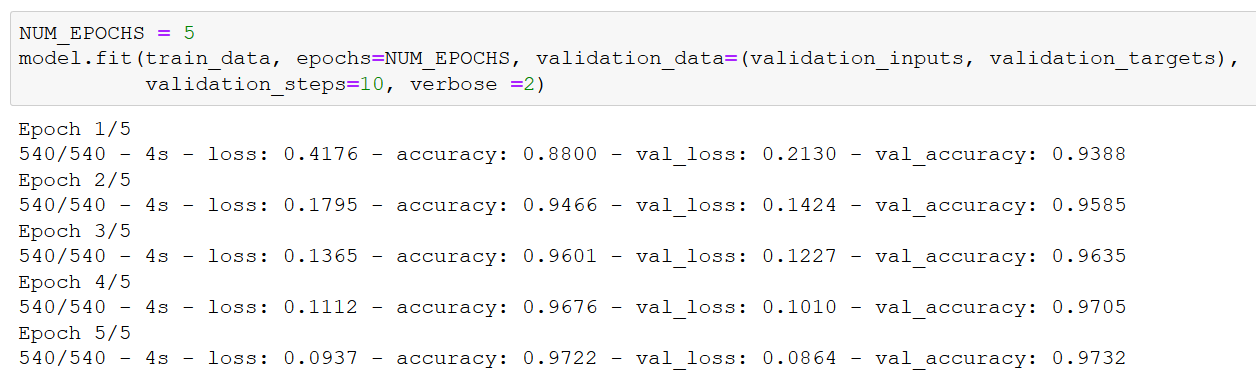 NUM_EPOCHS = 5
model.fit(train_data, epochs=NUM_EPOCHS, validation_data=(validation_inputs, validation_targets),
          validation_steps=10, verbose =2)
Epoch 1/5
540/540 - 4s - loss: 0.4176 - accuracy: 0.8800 - val_loss: 0.2130 - val_accuracy: 0.9388
Epoch 2/5
540/540 - 4s - loss: 0.1795 - accuracy: 0.9466 - val_loss: 0.1424 - val_accuracy: 0.9585
Epoch 3/5
540/540 - 4s - loss: 0.1365 - accuracy: 0.9601 - val_loss: 0.1227 - val_accuracy: 0.9635
Epoch 4/5
540/540 - 4s - loss: 0.1112 - accuracy: 0.9676 - val_loss: 0.1010 - val_accuracy: 0.9705
Epoch 5/5
540/540 - 4s - loss: 0.0937 - accuracy: 0.9722 - val_loss: 0.0864 - val_accuracy: 0.9732